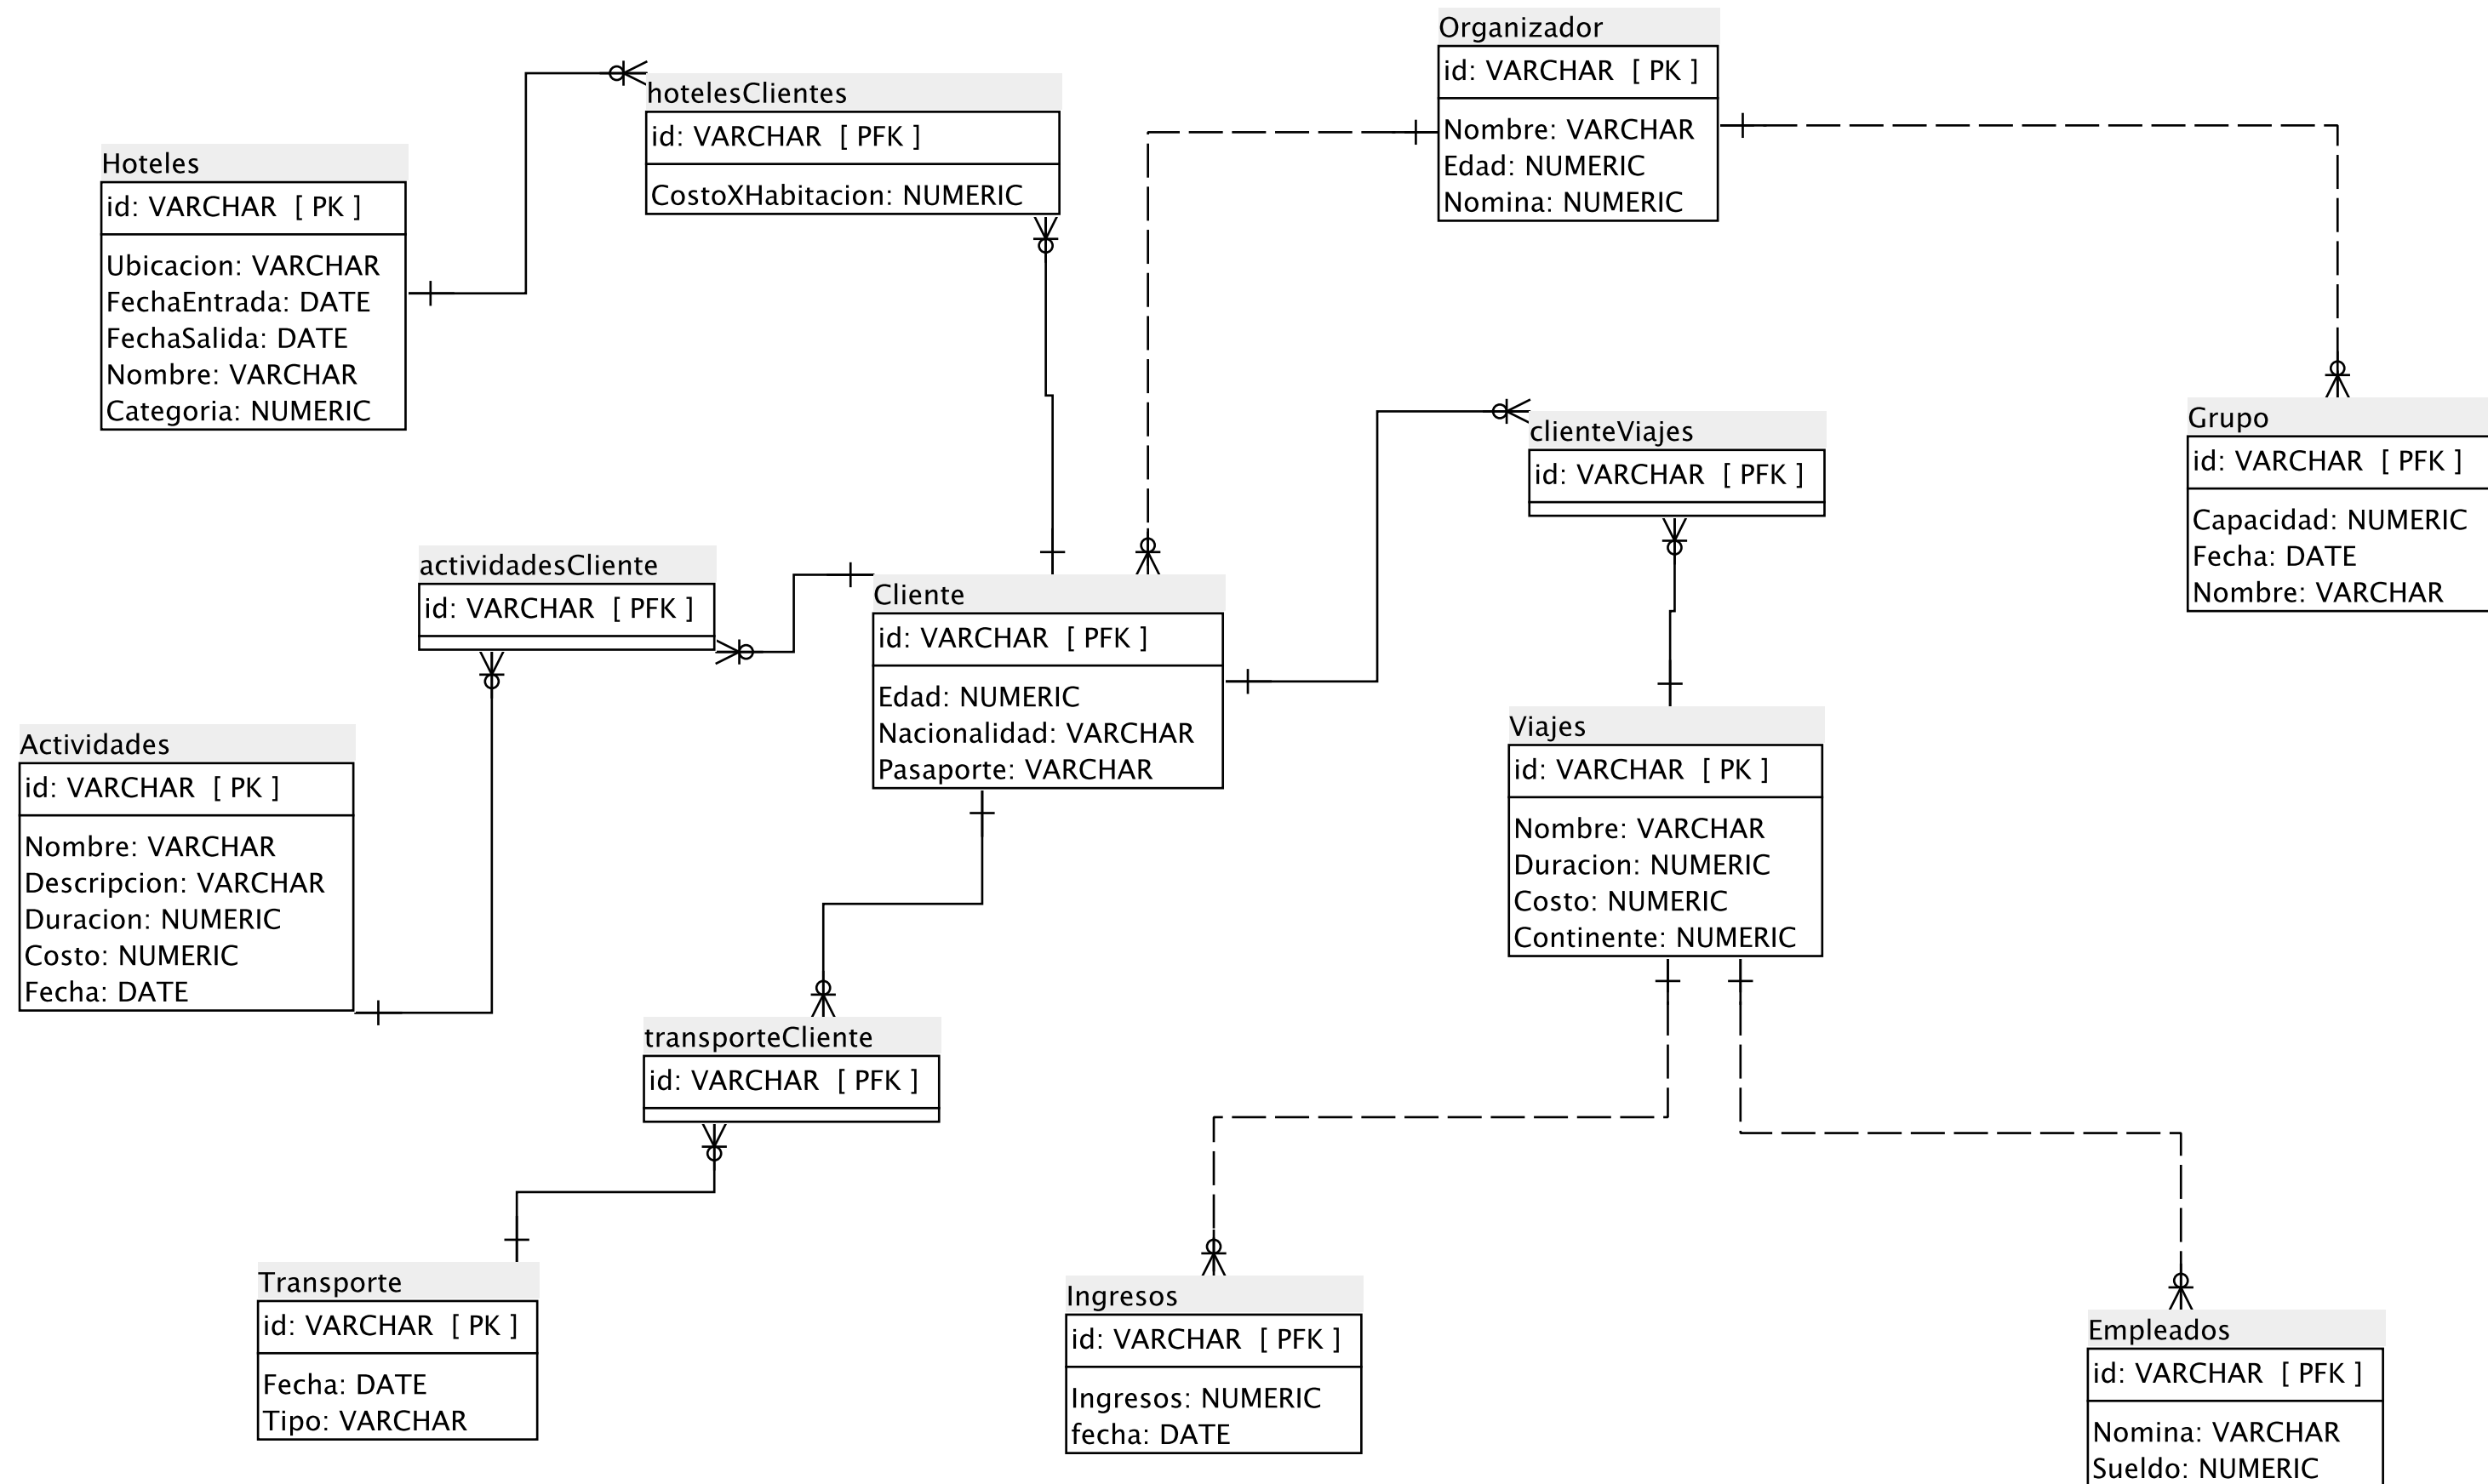 Organizador
id: VARCHAR [ PK ]
Nombre: VARCHAR
Edad: NUMERIC
Nomina: NUMERIC
hotelesClientes
id: VARCHAR [ PFK ]
CostoXHabitacion: NUMERIC
Hoteles
id: VARCHAR [ PK ]
Ubicacion: VARCHAR
FechaEntrada: DATE
FechaSalida: DATE
Nombre: VARCHAR
Categoria: NUMERIC
clienteViajes
id: VARCHAR [ PFK ]
Grupo
id: VARCHAR [ PFK ]
Capacidad: NUMERIC
Fecha: DATE
Nombre: VARCHAR
actividadesCliente
id: VARCHAR [ PFK ]
Cliente
id: VARCHAR [ PFK ]
Edad: NUMERIC
Nacionalidad: VARCHAR
Pasaporte: VARCHAR
Viajes
id: VARCHAR [ PK ]
Nombre: VARCHAR
Duracion: NUMERIC
Costo: NUMERIC
Continente: NUMERIC
Actividades
id: VARCHAR [ PK ]
Nombre: VARCHAR
Descripcion: VARCHAR
Duracion: NUMERIC
Costo: NUMERIC
Fecha: DATE
transporteCliente
id: VARCHAR [ PFK ]
Transporte
id: VARCHAR [ PK ]
Fecha: DATE
Tipo: VARCHAR
Ingresos
id: VARCHAR [ PFK ]
Ingresos: NUMERIC
fecha: DATE
Empleados
id: VARCHAR [ PFK ]
Nomina: VARCHAR
Sueldo: NUMERIC